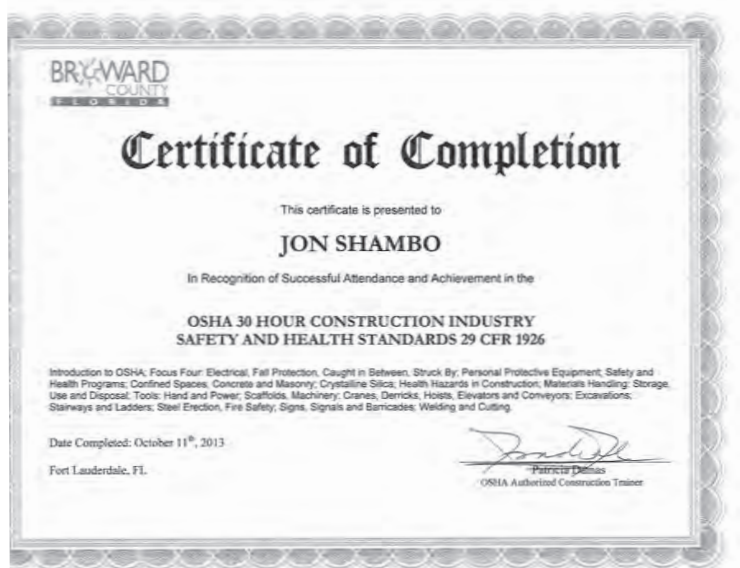 BROWARD
COUNTY
FLORIDA
Certificate of Completion
This certificate is presented to
JON SHAMBO
In Recognition of Successful Attendance and Achievement in the
OSHA 30 HOUR CONSTRUCTION INDUSTRY
SAFETY AND HEALTH STANDARDS 29 CFR 1926
Introduction to OSHA; Focus Four: Electrical, Fall Protection, Caught in Between, Struck By; Personal Protective Equipment; Safety and
Health Programs; Confined Spaces; Concrete and Masonry; Crystalline Silica; Health Hazards in Construction; Materials Handling: Storage,
Use and Disposal; Tools: Hand and Power; Scaffolds, Machinery; Cranes, Derricks, Hoists, Elevators and Conveyors; Excavations;
Stairways and Ladders; Steel Erection, Fire Safety; Signs, Signals and Barricades; Welding and Cutting.
Date Completed: October 11th, 2013
Fort Lauderdale, FL
Patricia
OSHA Authorized Construction Trainer